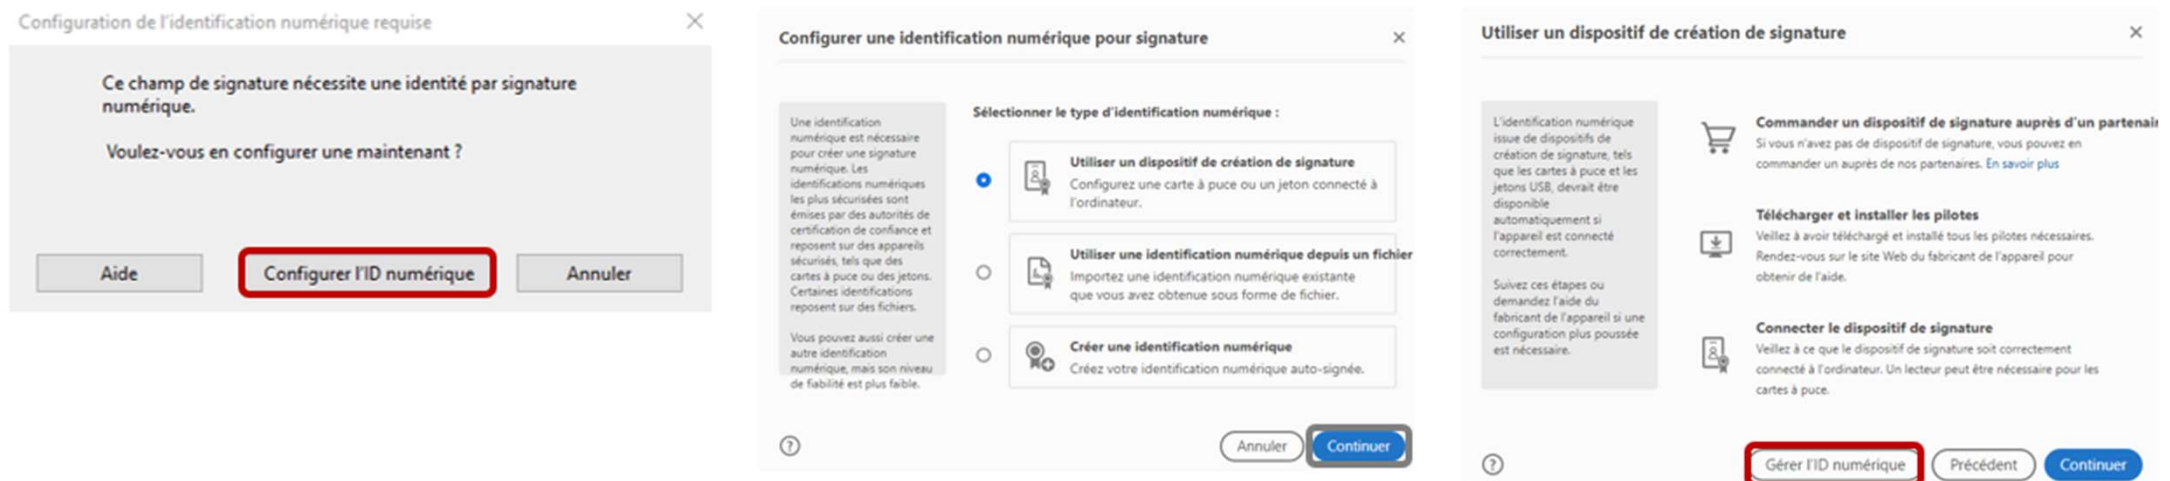 Configuration de l'identification numérique requise
Ce champ de signature nécessite une identité par signature
numérique.
Voulez-vous en configurer une maintenant ?
Aide
Configurer l'ID numérique
Annuler
Configurer une identification numérique pour signature
Une identification
numérique est nécessaire
pour créer une signature
numérique. Les
identifications numériques
les plus sécurisées sont
émises par des autorités de
certification de confiance et
reposent sur des appareils
sécurisés, tels que des
cartes à puce ou des jetons.
Certaines identifications
reposent sur des fichiers.
Vous pouvez aussi créer une
autre identification
numérique, mais son niveau
de fiabilité est plus faible.
Sélectionner le type d'identification numérique :
Utiliser un dispositif de création de signature
Configurez une carte à puce ou un jeton connecté à
l'ordinateur.
Utiliser une identification numérique depuis un fichier
Importez une identification numérique existante
que vous avez obtenue sous forme de fichier.
Créer une identification numérique
Créez votre identification numérique auto-signée.
Annuler
Continuer
Utiliser un dispositif de création de signature
L'identification numérique
issue de dispositifs de
création de signature, tels
que les cartes à puce et les
jetons USB, devrait être
disponible
automatiquement si
l'appareil est connecté
correctement.
Suivez ces étapes ou
demandez l'aide du
fabricant de l'appareil si une
configuration plus poussée
est nécessaire.
Commander un dispositif de signature auprès d'un partenair
Si vous n'avez pas de dispositif de signature, vous pouvez en
commander un auprès de nos partenaires. En savoir plus
Télécharger et installer les pilotes
Veillez à avoir téléchargé et installé tous les pilotes nécessaires.
Rendez-vous sur le site Web du fabricant de l'appareil pour
obtenir de l'aide.
Connecter le dispositif de signature
Veillez à ce que le dispositif de signature soit correctement
connecté à l'ordinateur. Un lecteur peut être nécessaire pour les
cartes à puce.
Gérer l'ID numérique
Précédent
Continuer